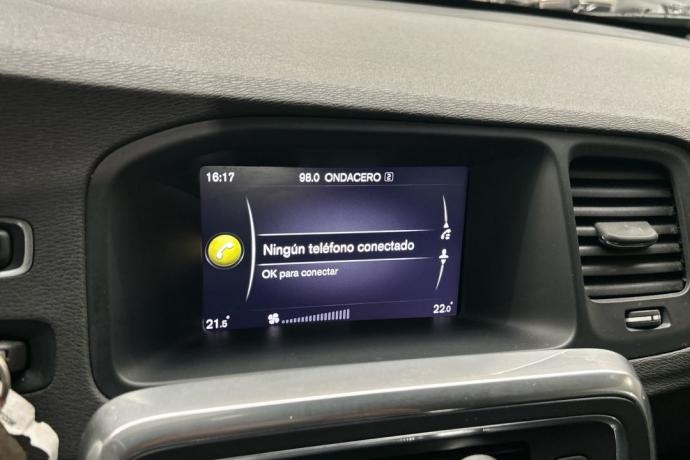 16:17 98.0 ONDACERO 2
Ningún teléfono conectado
OK para conectar
21.5° 22.0°